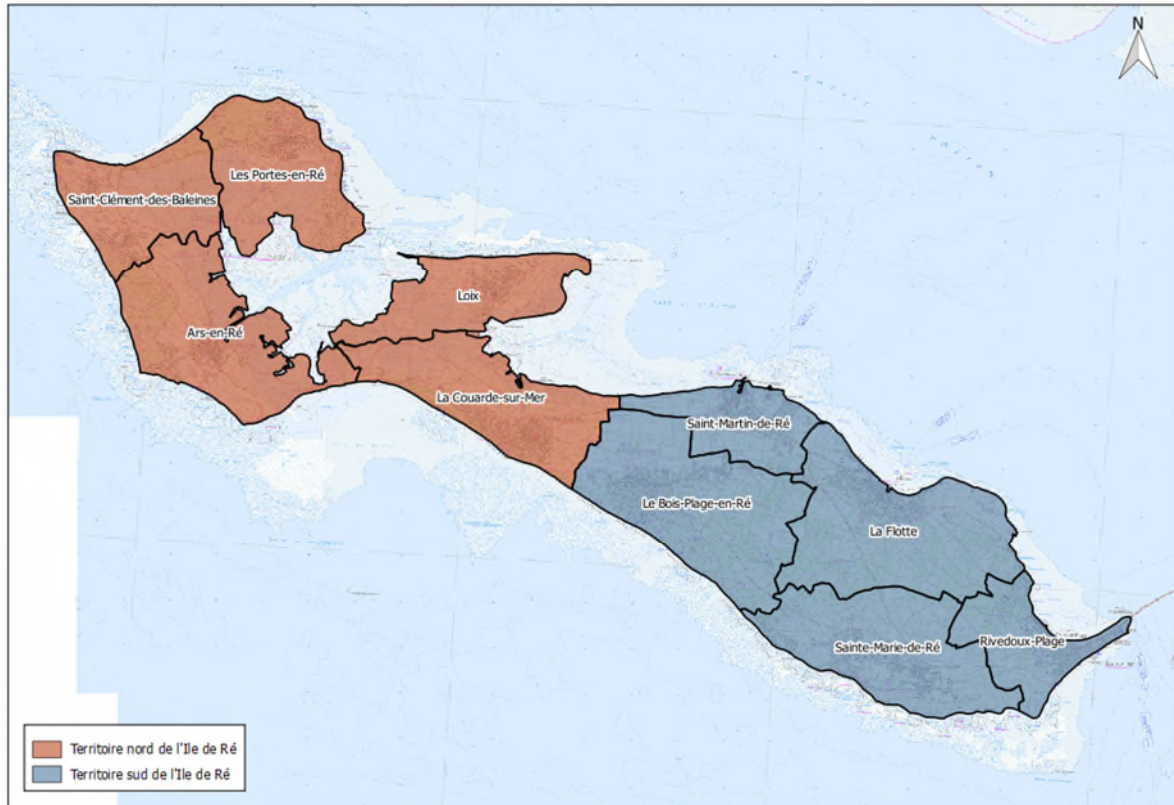 N
Les Portes-en-Ré
Saint-Clément-des-Baleines
Loix
Ars-en-Ré
La Couarde-sur-Mer
Saint-Martin-de-Ré
Le Bois-Plage-en-Ré
La Flotte
Rivedoux-Plage
Sainte-Marie-de-Ré
Territoire nord de l'Ile de Ré
Territoire sud de l'Ile de Ré